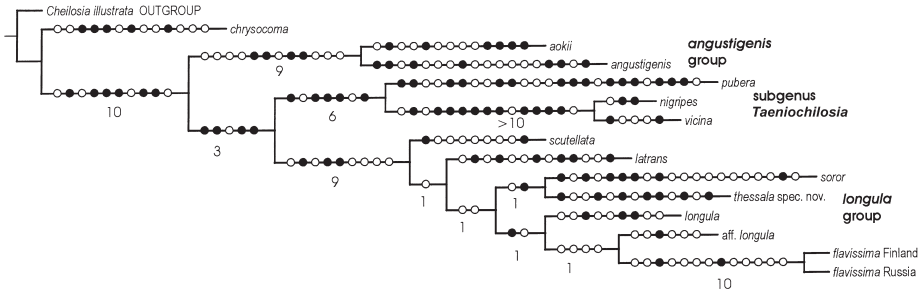 Cheilosia illustrata OUTGROUP
chrysocoma
aokii
angustigenis
angustigenis
group
9
pubera
10
6
nigripes
subgenus
Taeniochilosia
vicina
>10
3
scutellata
latrans
9
soror
1
1
thessala spec. nov.
longula
group
longula
1
aff. longula
1
1
flavissima Finland
flavissima Russia
10